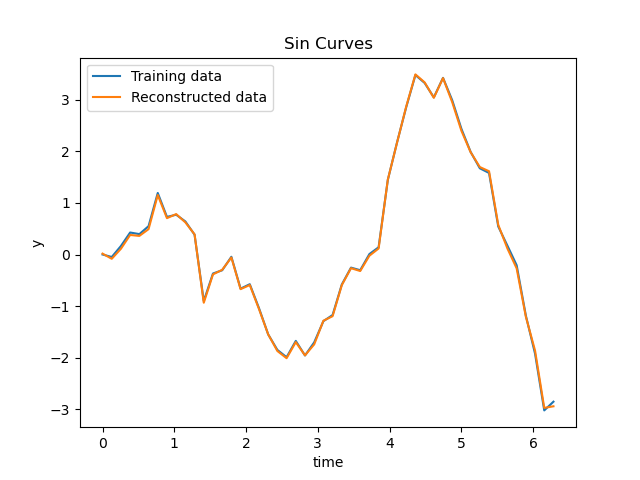 Sin Curves
Training data
Reconstructed data
3
2
1
0
−1
−2
−3
y
0 1 2 3 4 5 6
time